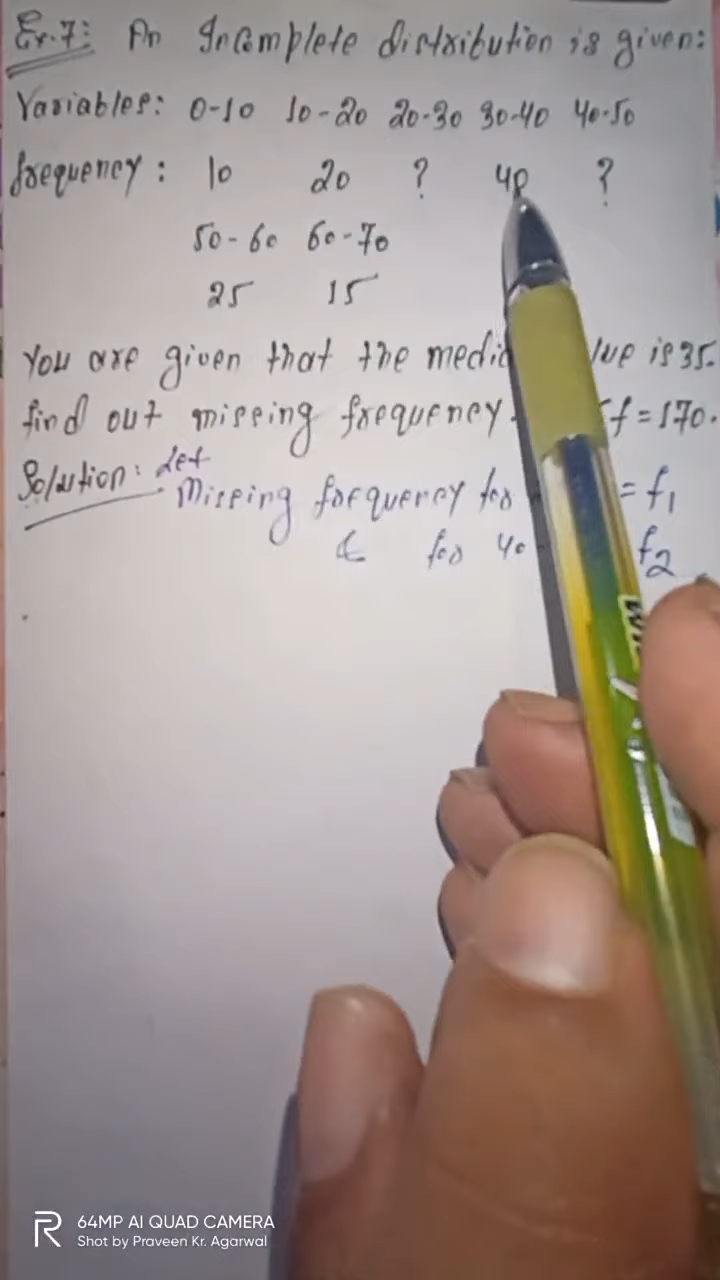 Ex.7: An Incomplete distribution is given:
Variables: 0-10 10-20 20-30 30-40 40-50
frequency: 10 20 ? 40 ?
50-60 60-70
25 15
You are given that the is 35.
find out missing frequency f = 170.
Solution: Let
Missing frequency for = f1
& for 40 f2
64MP AI QUAD CAMERA
Shot by Praveen Kr. Agarwal